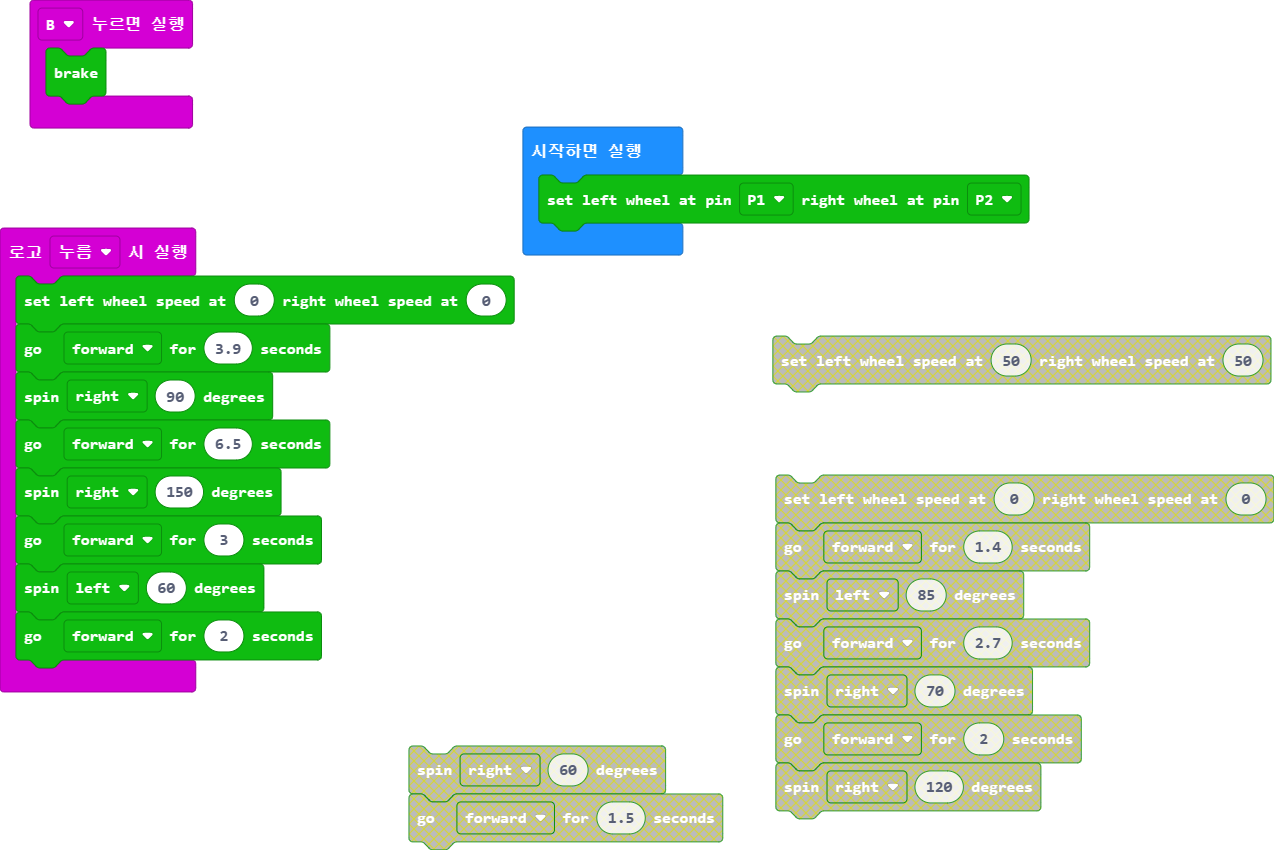 B 누르면 실행
brake
시작하면 실행
set left wheel at pin P1 right wheel at pin P2
로고 누름 시 실행
set left wheel speed at 0 right wheel speed at 0
go forward for 3.9 seconds
spin right 90 degrees
go forward for 6.5 seconds
spin right 150 degrees
go forward for 3 seconds
spin left 60 degrees
go forward for 2 seconds
set left wheel speed at 50 right wheel speed at 50
set left wheel speed at 0 right wheel speed at 0
go forward for 1.4 seconds
spin left 85 degrees
go forward for 2.7 seconds
spin right 70 degrees
go forward for 2 seconds
spin right 120 degrees
spin right 60 degrees
go forward for 1.5 seconds